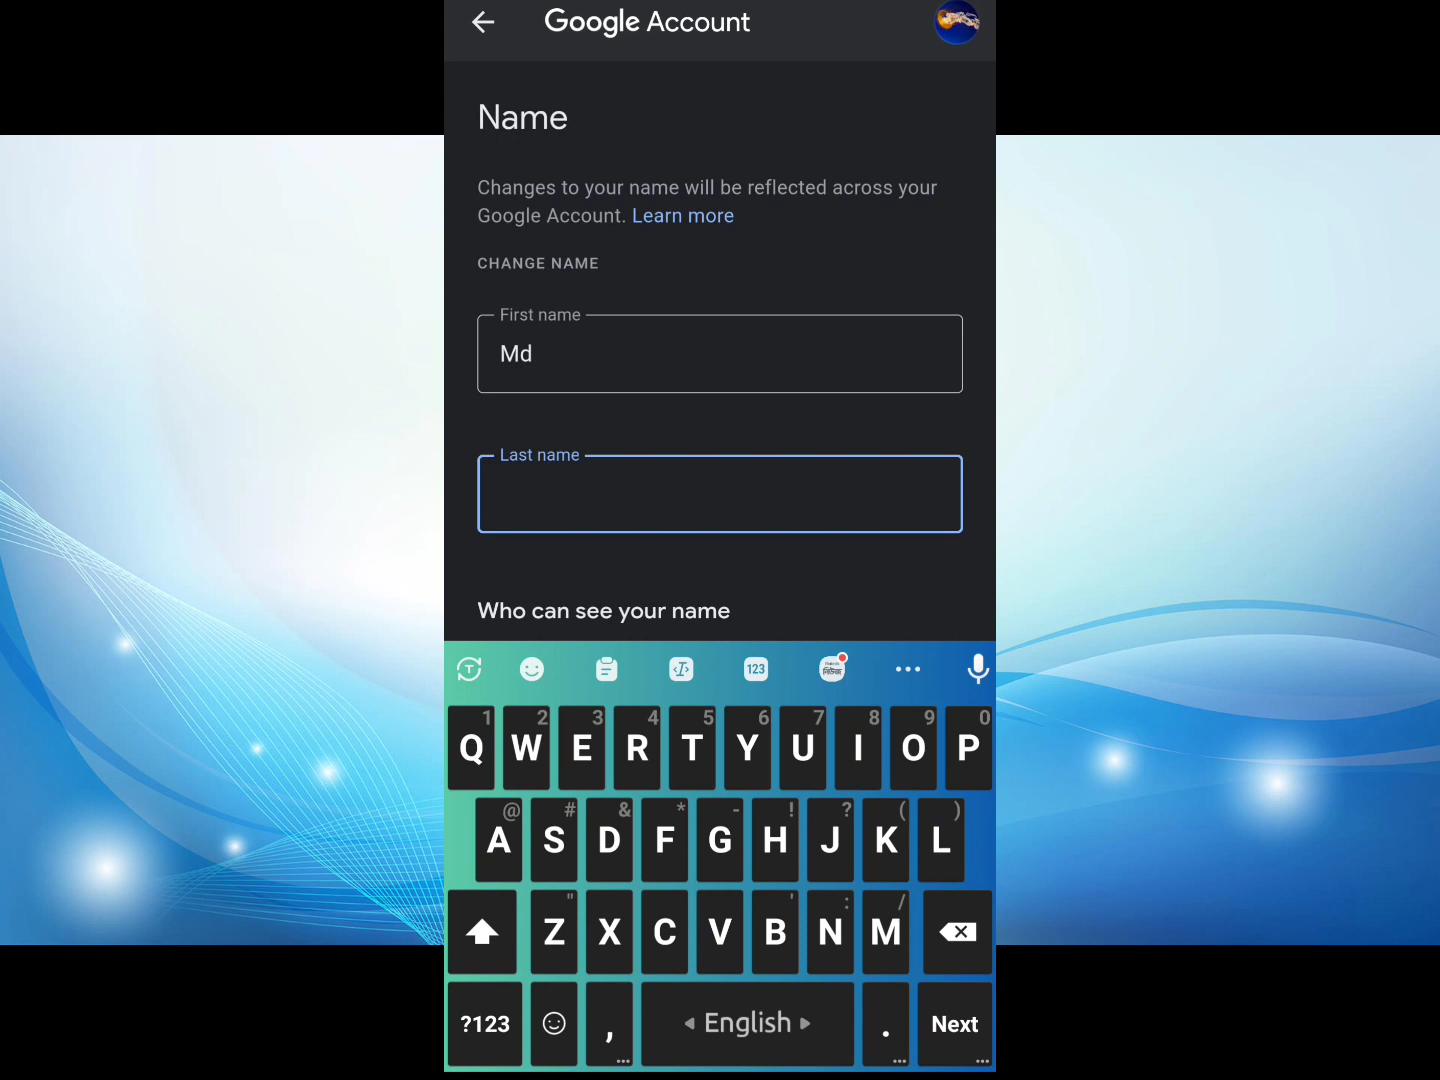 Google Account
Name
Changes to your name will be reflected across your
Google Account. Learn more
CHANGE NAME
First name
Md
Last name
Who can see your name
123
1 2 3 4 5 6 7 8 9 0
Q W E R T Y U I O P
@ # & * - ! ? ( )
A S D F G H J K L
" ' : /
Z X C V B N M
?123 , English . Next